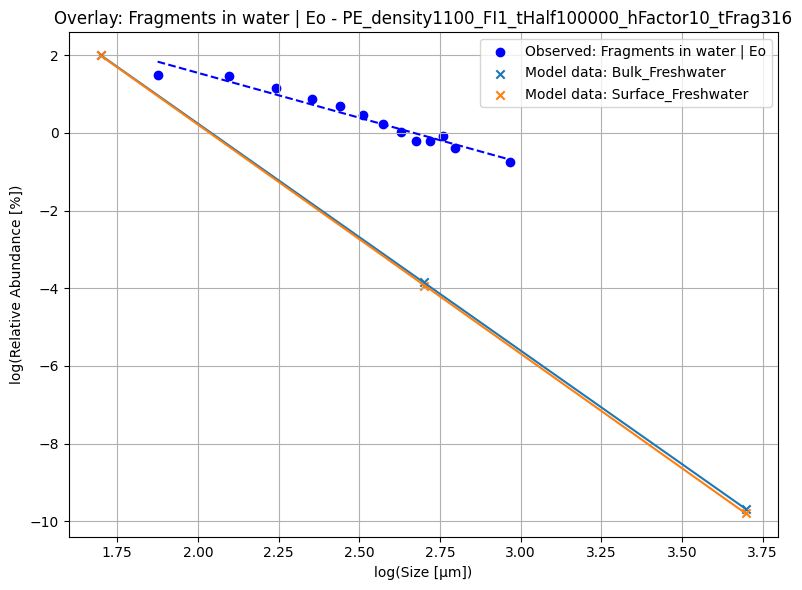 Overlay: Fragments in water | Eo - PE_density1100_FI1_tHalf100000_hFactor10_tFrag316
Observed: Fragments in water | Eo
Model data: Bulk_Freshwater
Model data: Surface_Freshwater
log(Relative Abundance [%])
2
0
−2
−4
−6
−8
−10
1.75 2.00 2.25 2.50 2.75 3.00 3.25 3.50 3.75
log(Size [µm])